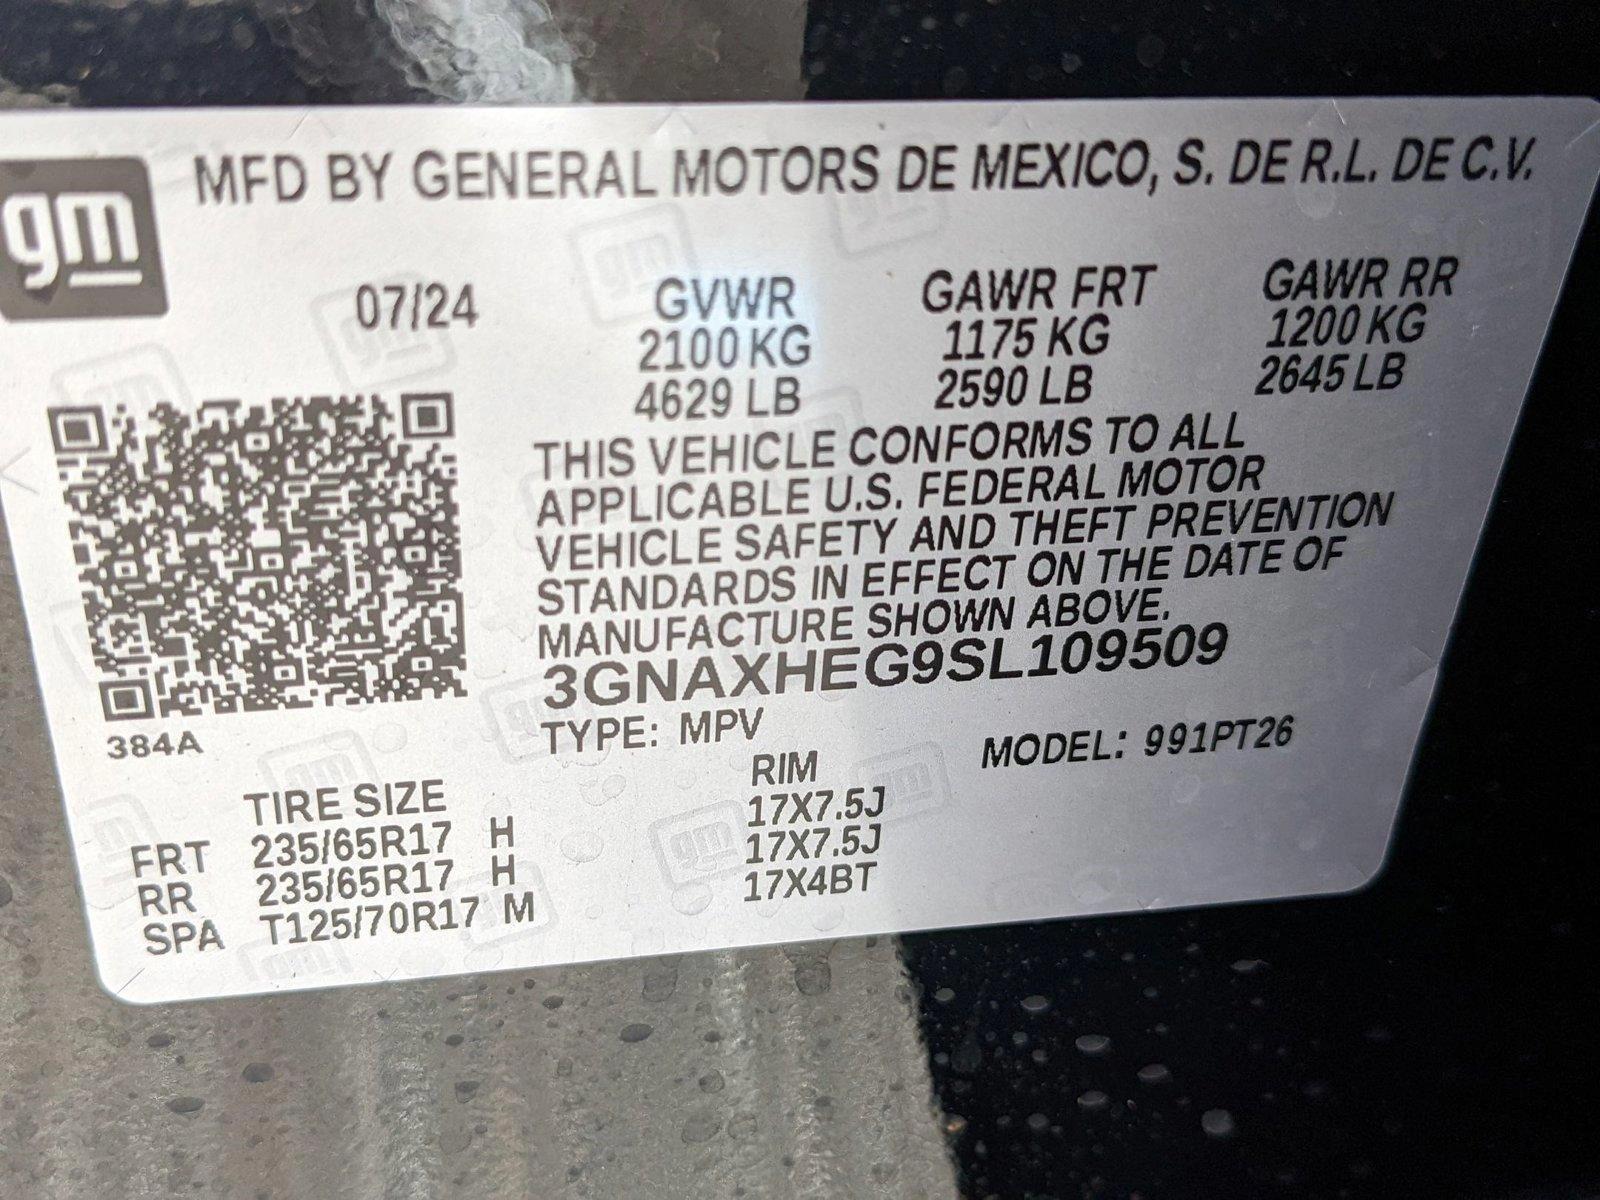 gm
MFD BY GENERAL MOTORS DE MEXICO, S. DE R.L. DE C.V.
07/24 GVWR GAWR FRT GAWR RR
2100 KG 1175 KG 1200 KG
4629 LB 2590 LB 2645 LB
THIS VEHICLE CONFORMS TO ALL
APPLICABLE U.S. FEDERAL MOTOR
VEHICLE SAFETY AND THEFT PREVENTION
STANDARDS IN EFFECT ON THE DATE OF
MANUFACTURE SHOWN ABOVE.
3GNAXHEG9SL109509
384A
TYPE: MPV MODEL: 991PT26
TIRE SIZE RIM
FRT 235/65R17 H 17X7.5J
RR 235/65R17 H 17X7.5J
SPA T125/70R17 M 17X4BT